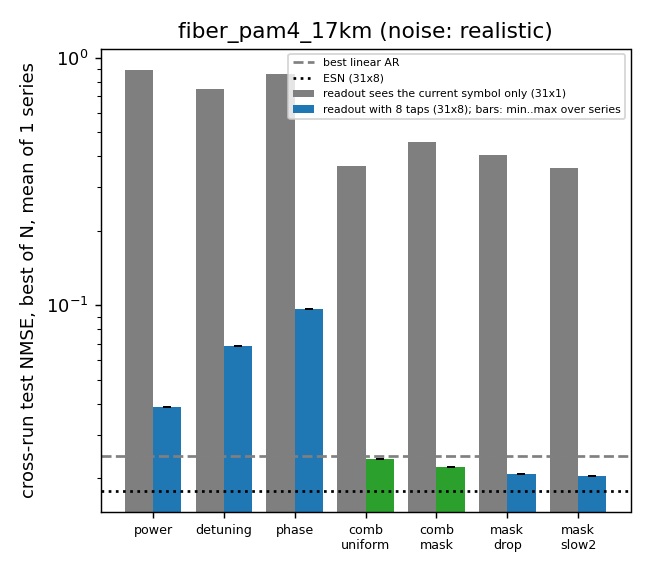 fiber_pam4_17km (noise: realistic)
cross-run test NMSE, best of N, mean of 1 series
10⁰
10⁻¹
best linear AR
ESN (31x8)
readout sees the current symbol only (31x1)
readout with 8 taps (31x8); bars: min..max over series
power
detuning
phase
comb
uniform
comb
mask
mask
drop
mask
slow2